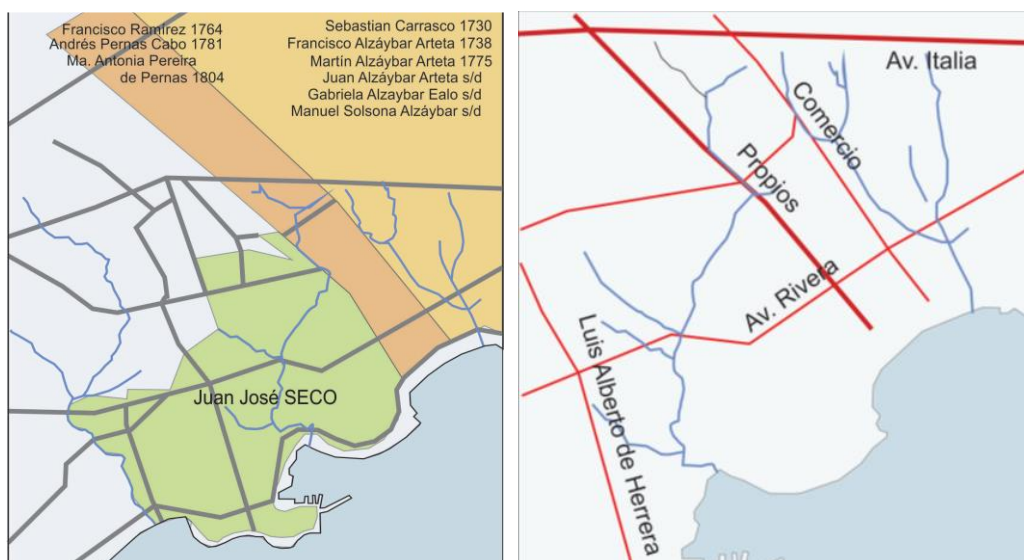 Francisco Ramírez 1764
Andrés Pernas Cabo 1781
Ma. Antonia Pereira
de Pernas 1804
Sebastian Carrasco 1730
Francisco Alzáybar Arteta 1738
Martín Alzáybar Arteta 1775
Juan Alzáybar Arteta s/d
Gabriela Alzaybar Ealo s/d
Manuel Solsona Alzáybar s/d
Juan José SECO
Av. Italia
Comercio
Propios
Av. Rivera
Luis Alberto de Herrera